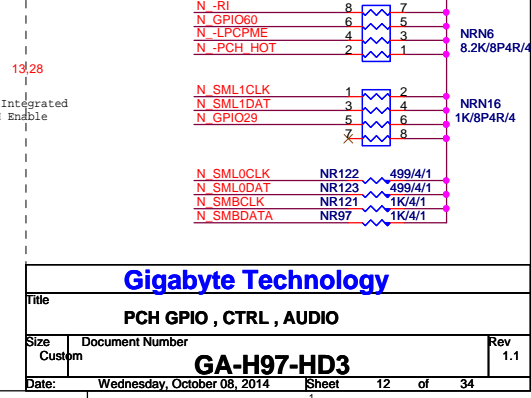 N_-RI 8 7
N_GPIO60 6 5
N_-LPCPME 4 3
N_-PCH_HOT 2 1
NRN6
8.2K/8P4R/4
13,28
Integrated
Enable
N_SML1CLK 1 2
N_SML1DAT 3 4
N_GPIO29 5 6
7 8
NRN16
1K/8P4R/4
N_SML0CLK NR122 499/4/1
N_SML0DAT NR123 499/4/1
N_SMBCLK NR121 1K/4/1
N_SMBDATA NR97 1K/4/1
Gigabyte Technology
Title
PCH GPIO , CTRL , AUDIO
Size Document Number Rev
Custom GA-H97-HD3 1.1
Date: Wednesday, October 08, 2014 Sheet 12 of 34